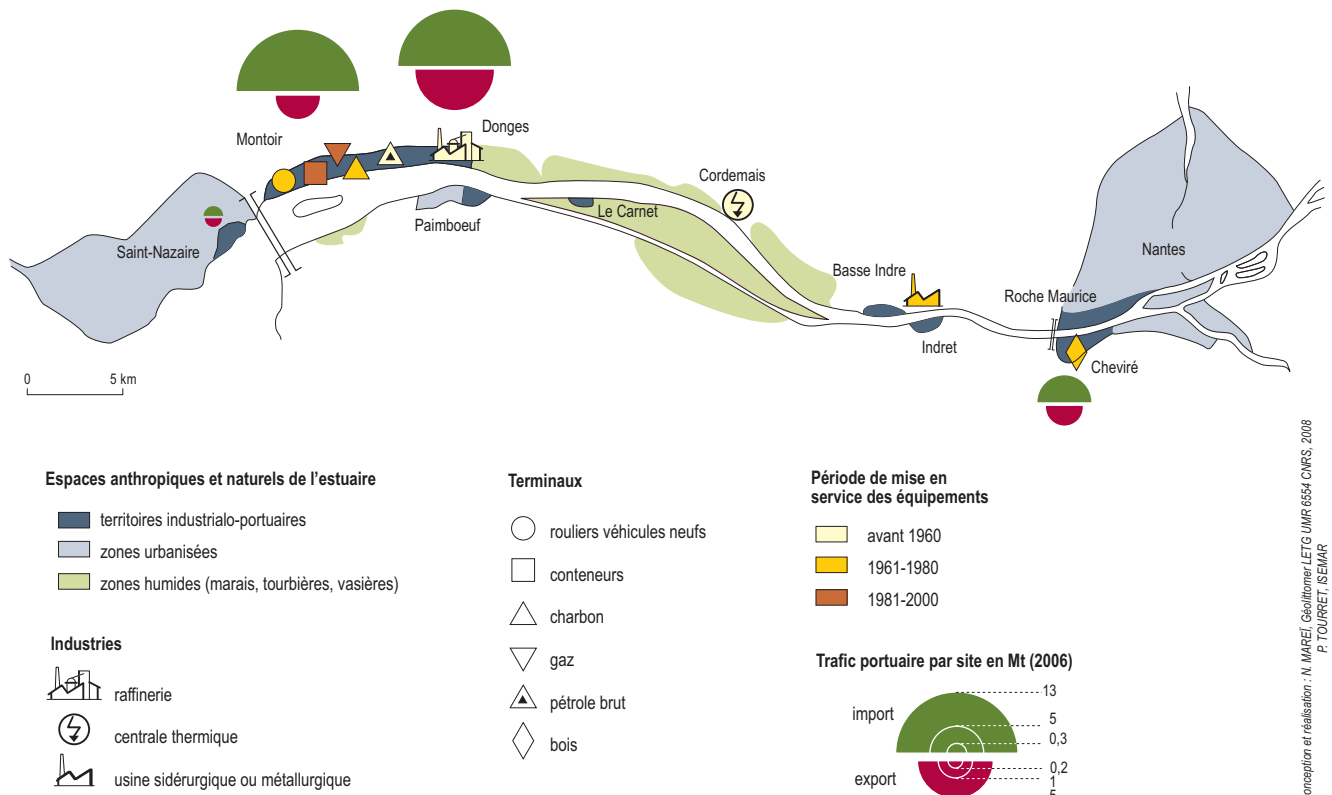 Montoir
Donges
Cordemais
Paimboeuf
Le Carnet
Saint-Nazaire
Basse Indre
Nantes
Roche Maurice
Indret
Cheviré
0 5 km
Espaces anthropiques et naturels de l'estuaire
territoires industrialo-portuaires
zones urbanisées
zones humides (marais, tourbières, vasières)
Industries
raffinerie
centrale thermique
usine sidérurgique ou métallurgique
Terminaux
rouliers véhicules neufs
conteneurs
charbon
gaz
pétrole brut
bois
Période de mise en
service des équipements
avant 1960
1961-1980
1981-2000
Trafic portuaire par site en Mt (2006)
import
13
5
0,3
export
0,2
1
5
onception et réalisation : N. MAREÏ, Géolittomer LETG UMR 6554 CNRS, 2008
P. TOURRET, ISEMAR